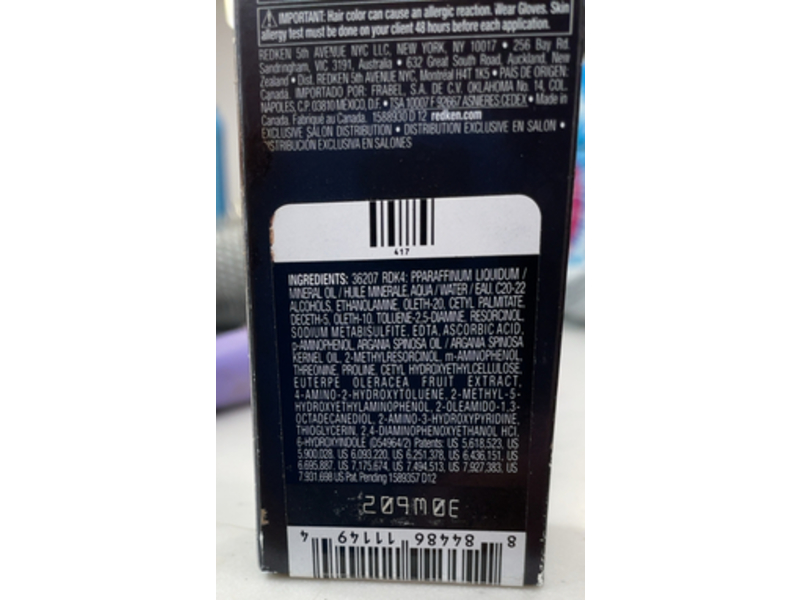 IMPORTANT: Hair color can cause an allergic reaction. Wear Gloves. Skin
allergy test must be done on your client 48 hours before each application.
REDKEN 5th AVENUE NYC LLC, NEW YORK, NY 10017 • 256 Bay Rd.
Sandringham, VIC 3191, Australia • 632 Great South Road, Auckland, New
Zealand • Dist. REDKEN 5th AVENUE NYC, Montréal H4T 1K5 • PAÍS DE ORIGEN:
Canadá. IMPORTADO POR: FRABEL, S.A. DE C.V. OKLAHOMA No. 14, COL.
NÁPOLES, C.P. 03810 MÉXICO, D.F. • TSA 10007 F 92667 ASNIERES CEDEX • Made in
Canada. Fabriqué au Canada. 1588930 D 12 redken.com
EXCLUSIVE SALON DISTRIBUTION • DISTRIBUTION EXCLUSIVE EN SALON •
DISTRIBUCIÓN EXCLUSIVA EN SALONES
417
INGREDIENTS: 36207 RDK4: PPARAFFINUM LIQUIDUM /
MINERAL OIL / HUILE MINERALE, AQUA / WATER / EAU, C20-22
ALCOHOLS, ETHANOLAMINE, OLETH-20, CETYL PALMITATE,
DECETH-5, OLETH-10, TOLUENE-2,5-DIAMINE, RESORCINOL,
SODIUM METABISULFITE, EDTA, ASCORBIC ACID,
p-AMINOPHENOL, ARGANIA SPINOSA OIL / ARGANIA SPINOSA
KERNEL OIL, 2-METHYLRESORCINOL, m-AMINOPHENOL,
THREONINE, PROLINE, CETYL HYDROXYETHYLCELLULOSE,
EUTERPE OLERACEA FRUIT EXTRACT,
4-AMINO-2-HYDROXYTOLUENE, 2-METHYL-5-
HYDROXYETHYLAMINOPHENOL, 2-OLEAMIDO-1,3-
OCTADECANEDIOL, 2-AMINO-3-HYDROXYPYRIDINE,
THIOGLYCERIN, 2,4-DIAMINOPHENOXYETHANOL HCl,
6-HYDROXYINDOLE (D54964/2) Patents: US 5.618.523, US
5.900.028, US 6.093.220, US 6.251.378, US 6.436.151, US
6.695.887, US 7.175.674, US 7.494.513, US 7.927.383, US
7.931.698 US Pat. Pending 1589357 D12
30M602
8 84486 11149 4